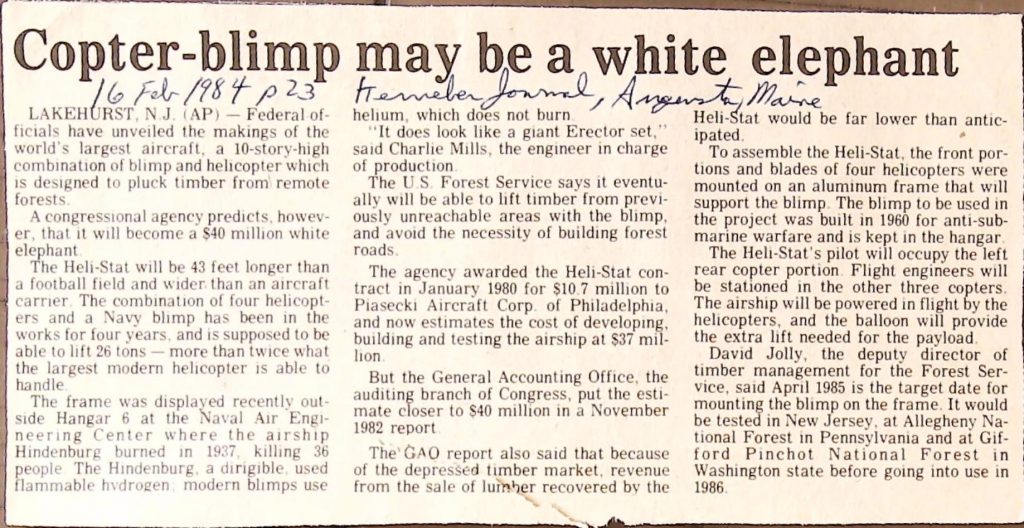 Copter-blimp may be a white elephant
16 Feb 1984 p 23 Kennebec Journal, Augusta, Maine
LAKEHURST, N.J. (AP) — Federal of-
ficials have unveiled the makings of the
world's largest aircraft, a 10-story-high
combination of blimp and helicopter which
is designed to pluck timber from remote
forests.
A congressional agency predicts, howev-
er, that it will become a $40 million white
elephant.
The Heli-Stat will be 43 feet longer than
a football field and wider than an aircraft
carrier. The combination of four helicopt-
ers and a Navy blimp has been in the
works for four years, and is supposed to be
able to lift 26 tons — more than twice what
the largest modern helicopter is able to
handle.
The frame was displayed recently out-
side Hangar 6 at the Naval Air Engi-
neering Center where the airship
Hindenburg burned in 1937, killing 36
people. The Hindenburg, a dirigible, used
flammable hydrogen; modern blimps use
helium, which does not burn.
"It does look like a giant Erector set,"
said Charlie Mills, the engineer in charge
of production.
The U.S. Forest Service says it eventu-
ally will be able to lift timber from previ-
ously unreachable areas with the blimp,
and avoid the necessity of building forest
roads.
The agency awarded the Heli-Stat con-
tract in January 1980 for $10.7 million to
Piasecki Aircraft Corp. of Philadelphia,
and now estimates the cost of developing,
building and testing the airship at $37 mil-
lion.
But the General Accounting Office, the
auditing branch of Congress, put the esti-
mate closer to $40 million in a November
1982 report.
The GAO report also said that because
of the depressed timber market, revenue
from the sale of lumber recovered by the
Heli-Stat would be far lower than antic-
ipated.
To assemble the Heli-Stat, the front por-
tions and blades of four helicopters were
mounted on an aluminum frame that will
support the blimp. The blimp to be used in
the project was built in 1960 for anti-sub-
marine warfare and is kept in the hangar.
The Heli-Stat's pilot will occupy the left
rear copter portion. Flight engineers will
be stationed in the other three copters.
The airship will be powered in flight by the
helicopters, and the balloon will provide
the extra lift needed for the payload.
David Jolly, the deputy director of
timber management for the Forest Ser-
vice, said April 1985 is the target date for
mounting the blimp on the frame. It would
be tested in New Jersey, at Allegheny Na-
tional Forest in Pennsylvania and at Gif-
ford Pinchot National Forest in
Washington state before going into use in
1986.